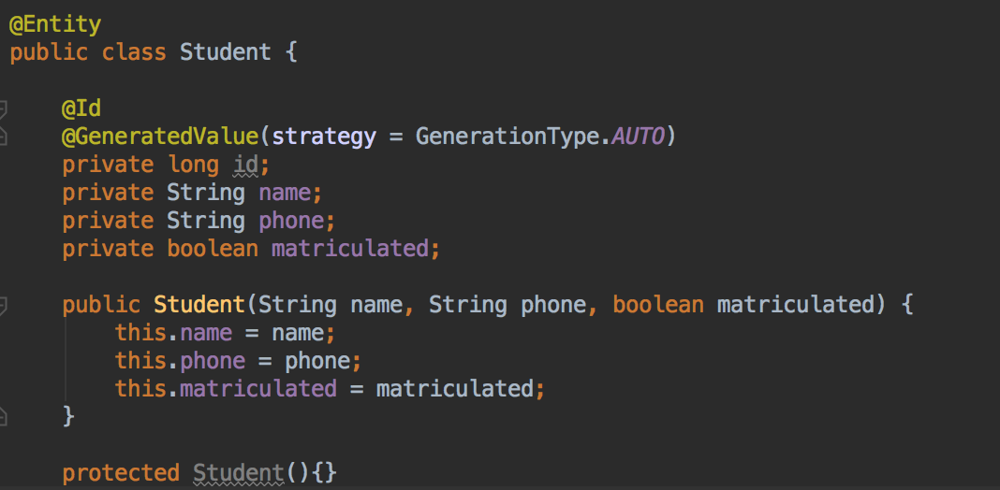 @Entity
public class Student {
@Id
@GeneratedValue(strategy = GenerationType.AUTO)
private long id;
private String name;
private String phone;
private boolean matriculated;
public Student(String name, String phone, boolean matriculated) {
this.name = name;
this.phone = phone;
this.matriculated = matriculated;
}
protected Student(){}